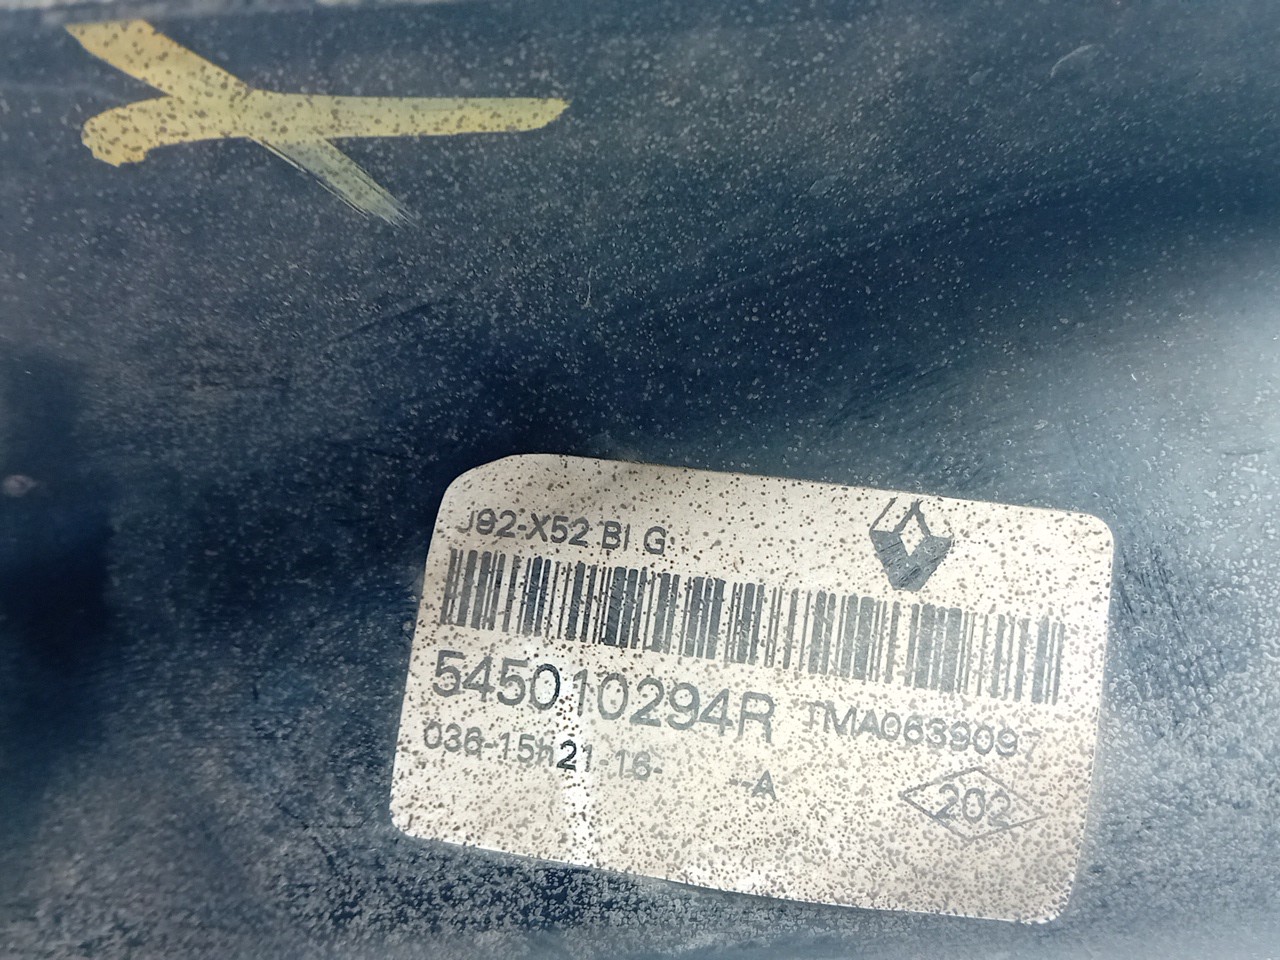 J92-X52 BI G
545010294R TMA0639097
036-15h21-16- -A
202